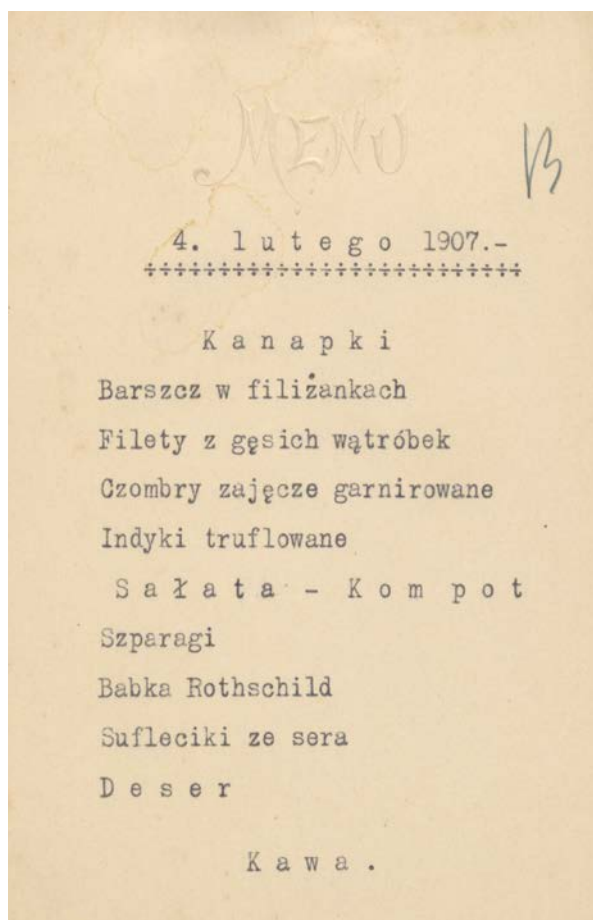 MENU
4. lutego 1907.-
÷÷÷÷÷÷÷÷÷÷÷÷÷÷÷÷÷÷÷÷÷÷÷÷÷÷
Kanapki
Barszcz w filiżankach
Filety z gęsich wątróbek
Czombry zajęcze garnirowane
Indyki truflowane
Sałata - Kompot
Szparagi
Babka Rothschild
Sufleciki ze sera
Deser
Kawa.